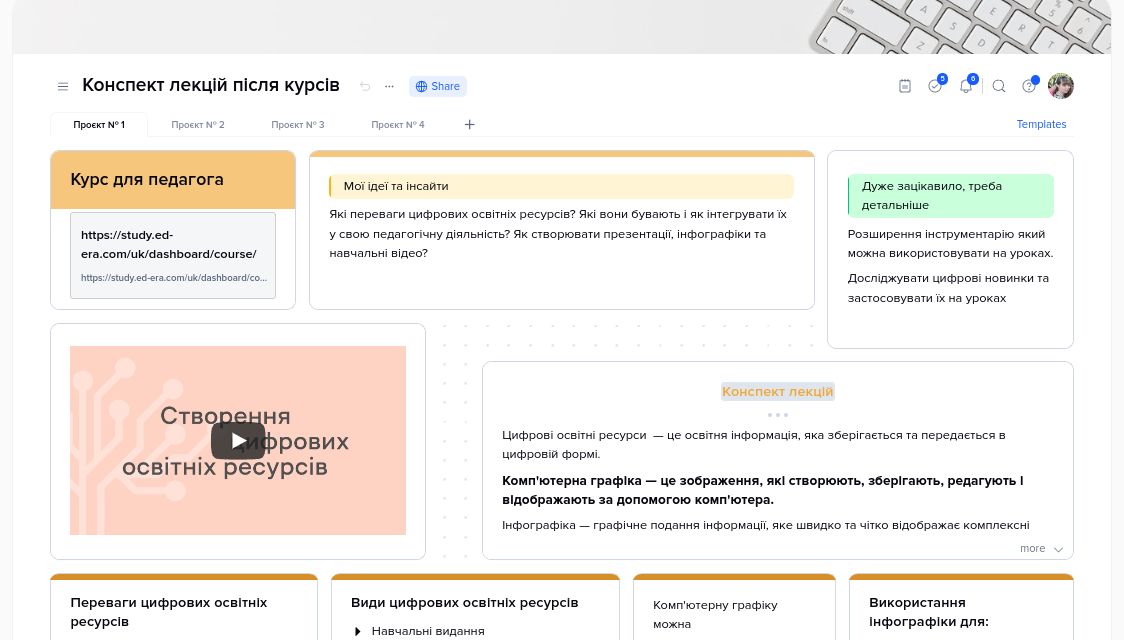 Конспект лекцій після курсів
Share
5
6
Проєкт № 1
Проєкт № 2
Проєкт № 3
Проєкт № 4
Templates
Курс для педагога
https://study.ed-
era.com/uk/dashboard/course/
https://study.ed-era.com/uk/dashboard/co...
Мої ідеї та інсайти
Які переваги цифрових освітніх ресурсів? Які вони бувають і як інтегрувати їх
у свою педагогічну діяльність? Як створювати презентації, інфографіки та
навчальні відео?
Дуже зацікавило, треба
детальніше
Розширення інструментарію який
можна використовувати на уроках.
Досліджувати цифрові новинки та
застосовувати їх на уроках
Створення
цифрових
освітніх ресурсів
Конспект лекцій
Цифрові освітні ресурси — це освітня інформація, яка зберігається та передається в
цифровій формі.
Комп'ютерна графіка — це зображення, які створюють, зберігають, редагують і
відображають за допомогою комп'ютера.
Інфографіка — графічне подання інформації, яке швидко та чітко відображає комплексні
more
Переваги цифрових освітніх
ресурсів
Види цифрових освітніх ресурсів
Навчальні видання
Комп'ютерну графіку
можна
Використання
інфографіки для: